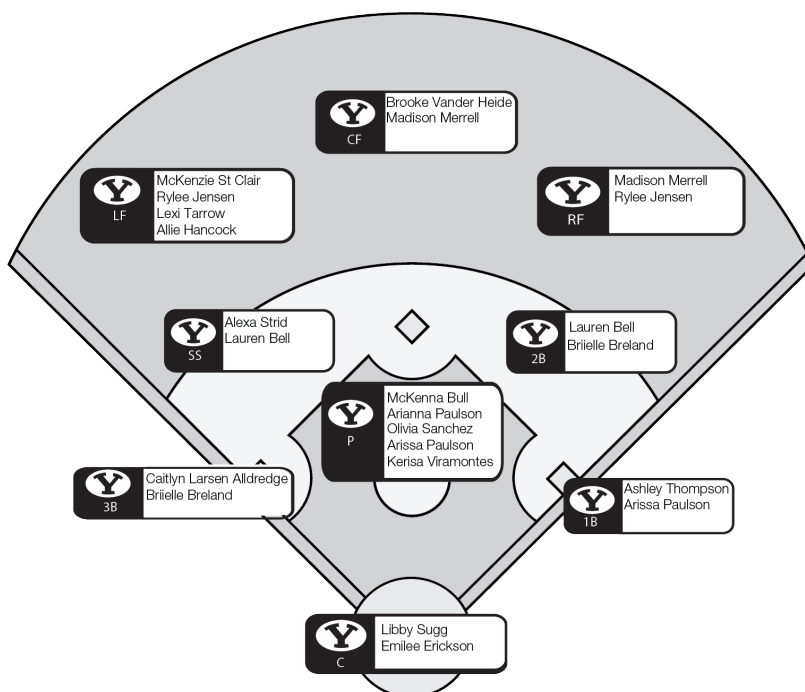 Y
CF
Brooke Vander Heide
Madison Merrell
Y
LF
McKenzie St Clair
Rylee Jensen
Lexi Tarrow
Allie Hancock
Y
RF
Madison Merrell
Rylee Jensen
Y
SS
Alexa Strid
Lauren Bell
Y
2B
Lauren Bell
Briielle Breland
Y
P
McKenna Bull
Arianna Paulson
Olivia Sanchez
Arissa Paulson
Kerisa Viramontes
Y
3B
Caitlyn Larsen Alldredge
Briielle Breland
Y
1B
Ashley Thompson
Arissa Paulson
Y
C
Libby Sugg
Emilee Erickson